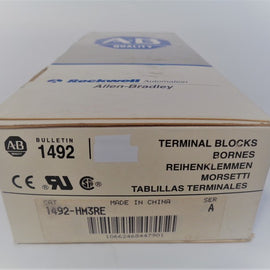 AB
QUALITY
Rockwell Automation
Allen-Bradley
AB
BULLETIN
1492
TERMINAL BLOCKS
BORNES
REIHENKLEMMEN
MORSETTI
TABLILLAS TERMINALES
CAT
1492-HM3RE
MADE IN CHINA
SER
A